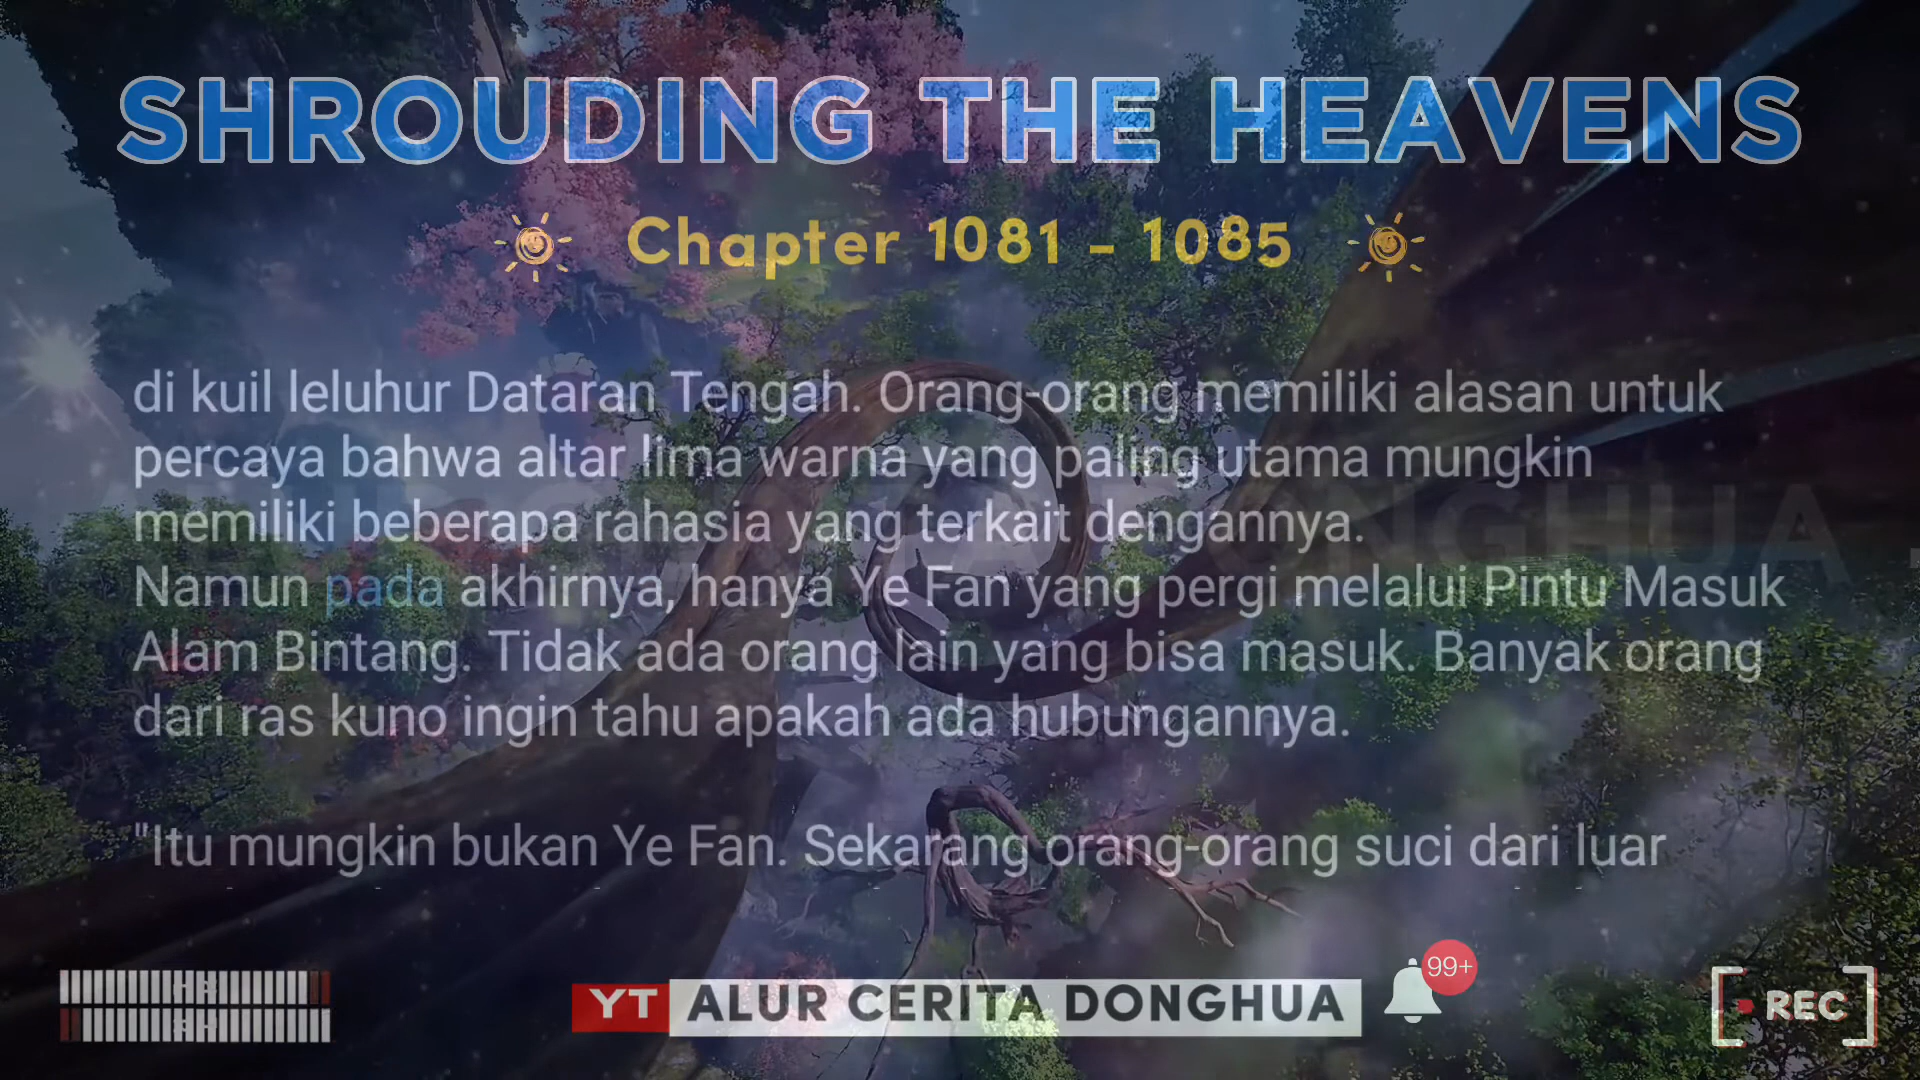 SHROUDING THE HEAVENS
Chapter 1081 - 1085
di kuil leluhur Dataran Tengah. Orang-orang memiliki alasan untuk
percaya bahwa altar lima warna yang paling utama mungkin
memiliki beberapa rahasia yang terkait dengannya.
Namun pada akhirnya, hanya Ye Fan yang pergi melalui Pintu Masuk
Alam Bintang. Tidak ada orang lain yang bisa masuk. Banyak orang
dari ras kuno ingin tahu apakah ada hubungannya.
"Itu mungkin bukan Ye Fan. Sekarang orang-orang suci dari luar
YT ALUR CERITA DONGHUA
99+
REC